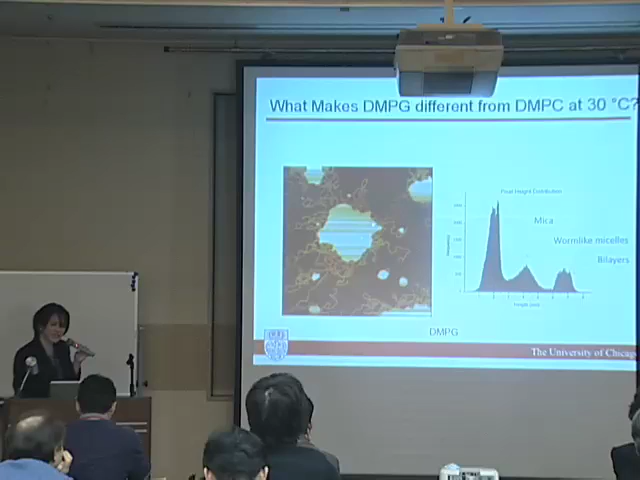 What Makes DMPG different from DMPC at 30 °C?
Pixel Height Distribution
Mica
Wormlike micelles
Bilayers
DMPG
The University of Chicago